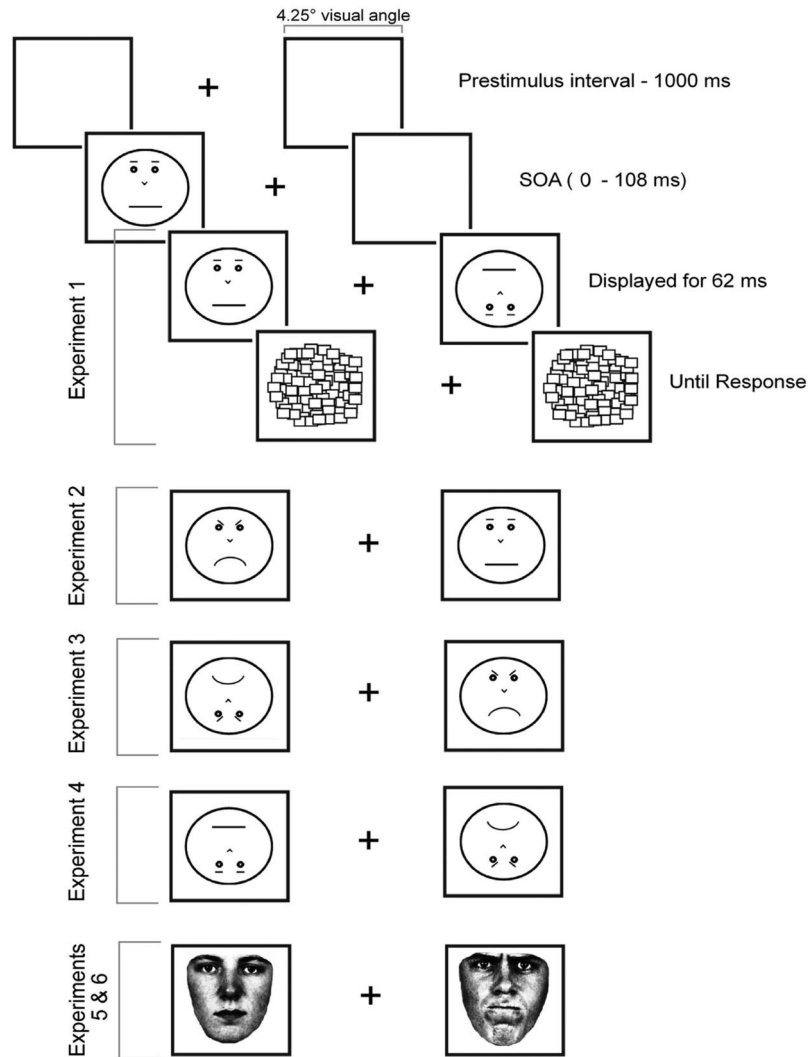 4.25° visual angle
Prestimulus interval - 1000 ms
SOA ( 0 - 108 ms)
Displayed for 62 ms
Experiment 1
Until Response
Experiment 2
Experiment 3
Experiment 4
Experiments
5 & 6